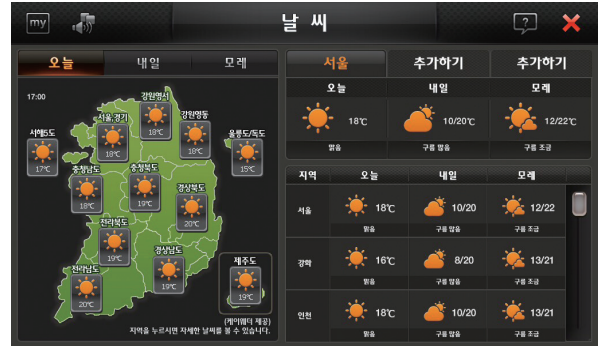 my
날 씨
?
오늘 내일 모레
17:00
강원영서
18℃
서울,경기
18℃
강원영동
18℃
서해5도
17℃
울릉도/독도
15℃
충청남도
18℃
충청북도
19℃
경상북도
20℃
전라북도
19℃
경상남도
19℃
전라남도
20℃
제주도
19℃
(케이웨더 제공)
지역을 누르시면 자세한 날씨를 볼 수 있습니다.
서울 추가하기 추가하기
오늘 내일 모레
18℃ 10/20℃ 12/22℃
맑음 구름 많음 구름 조금
지역 오늘 내일 모레
서울 18℃ 10/20 12/22
맑음 구름 많음 구름 조금
강화 16℃ 8/20 13/21
맑음 구름 많음 구름 조금
인천 18℃ 10/20 13/21
맑음 구름 많음 구름 조금